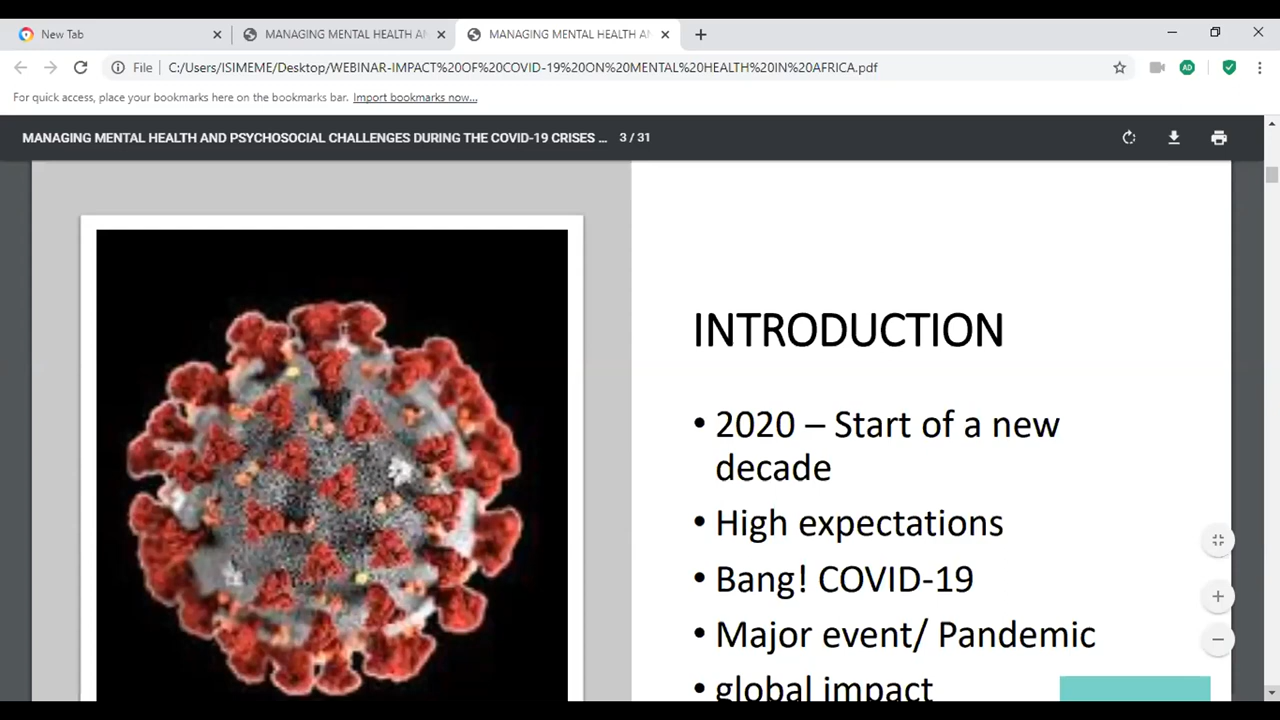 New Tab
MANAGING MENTAL HEALTH AN
MANAGING MENTAL HEALTH AN
File
C:/Users/ISIMEME/Desktop/WEBINAR-IMPACT%20OF%20COVID-19%20ON%20MENTAL%20HEALTH%20IN%20AFRICA.pdf
AD
For quick access, place your bookmarks here on the bookmarks bar. Import bookmarks now...
MANAGING MENTAL HEALTH AND PSYCHOSOCIAL CHALLENGES DURING THE COVID-19 CRISES ... 3 / 31
INTRODUCTION
• 2020 – Start of a new
decade
• High expectations
• Bang! COVID-19
• Major event/ Pandemic
• global impact